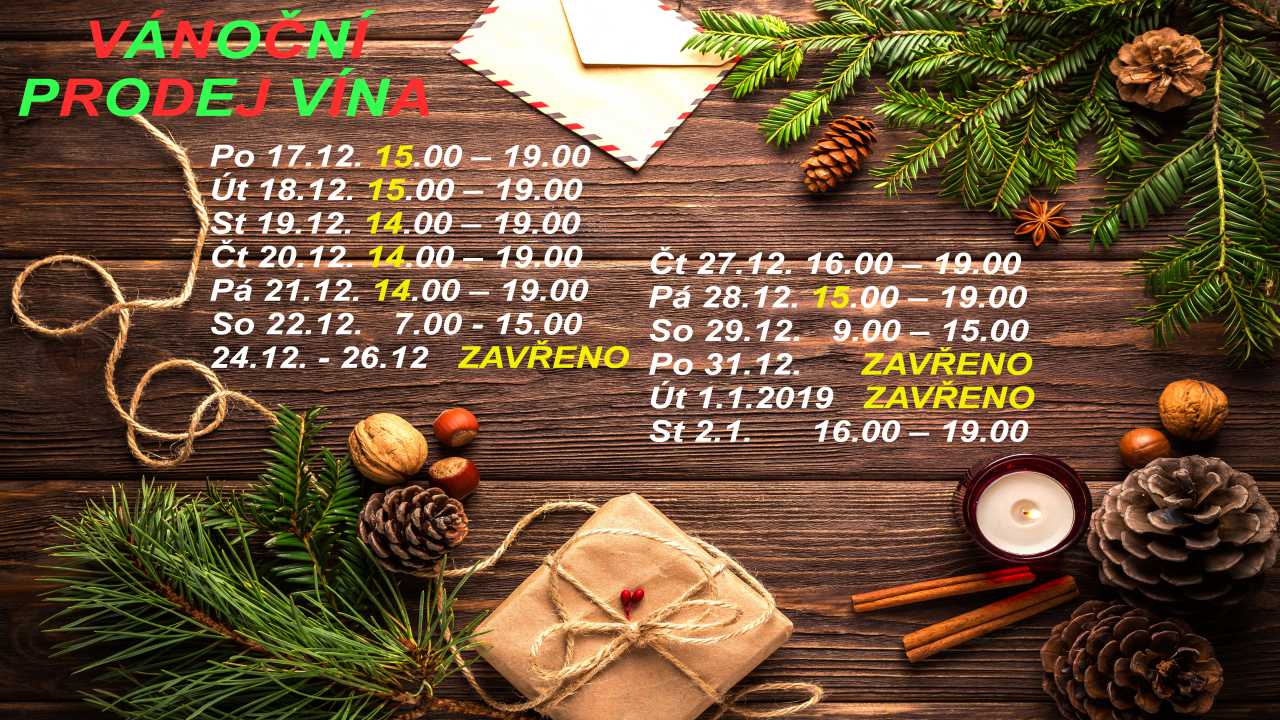 VÁNOČNÍ
PRODEJ VÍNA
Po 17.12. 15.00 – 19.00
Út 18.12. 15.00 – 19.00
St 19.12. 14.00 – 19.00
Čt 20.12. 14.00 – 19.00
Pá 21.12. 14.00 – 19.00
So 22.12. 7.00 - 15.00
24.12. - 26.12 ZAVŘENO
Čt 27.12. 16.00 – 19.00
Pá 28.12. 15.00 – 19.00
So 29.12. 9.00 – 15.00
Po 31.12. ZAVŘENO
Út 1.1.2019 ZAVŘENO
St 2.1. 16.00 – 19.00